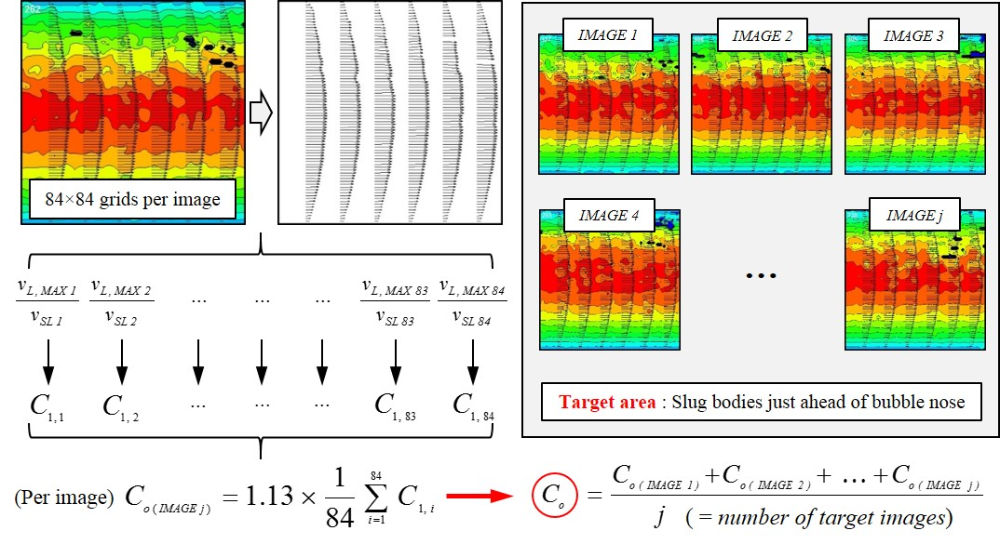 84×84 grids per image
v_{L, MAX 1} / v_{SL 1}
v_{L, MAX 2} / v_{SL 2}
...
...
...
v_{L, MAX 83} / v_{SL 83}
v_{L, MAX 84} / v_{SL 84}
C_{1, 1}
C_{1, 2}
...
...
...
C_{1, 83}
C_{1, 84}
(Per image) C_{o (IMAGE j)} = 1.13 × \frac{1}{84} \sum_{i=1}^{84} C_{1, i}
IMAGE 1
IMAGE 2
IMAGE 3
IMAGE 4
...
IMAGE j
Target area : Slug bodies just ahead of bubble nose
C_o = \frac{C_{o (IMAGE 1)} + C_{o (IMAGE 2)} + ... + C_{o (IMAGE j)}}{j ( = number of target images)}